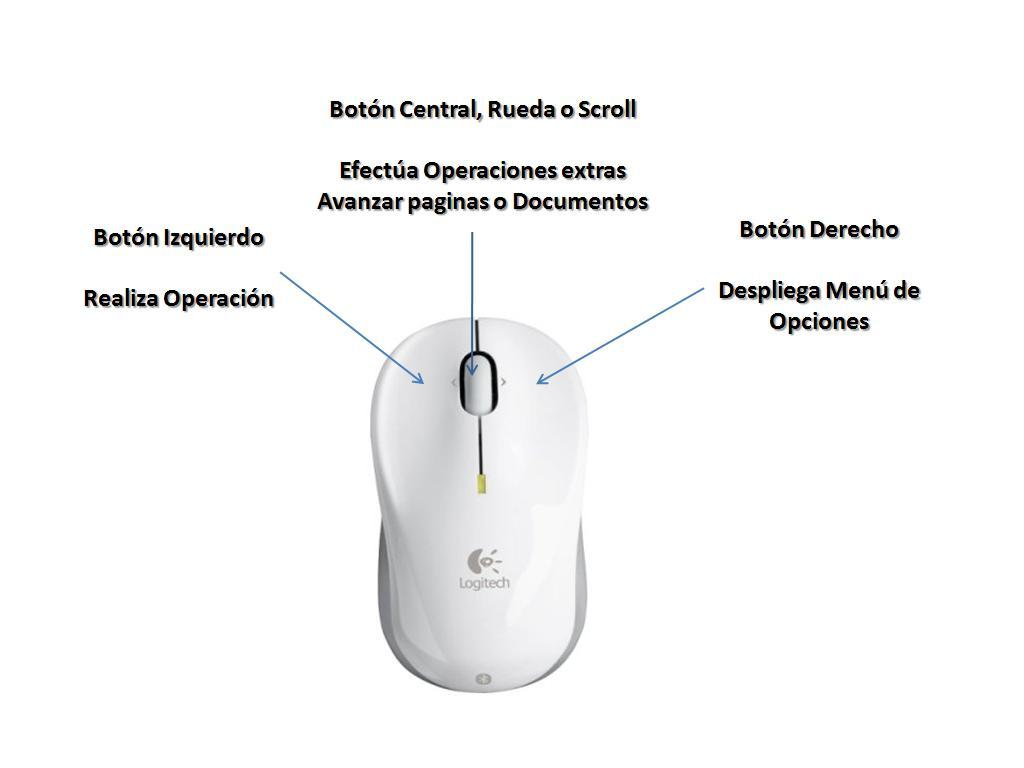 Botón Central, Rueda o Scroll
Efectúa Operaciones extras
Avanzar paginas o Documentos
Botón Izquierdo
Realiza Operación
Botón Derecho
Despliega Menú de
Opciones
Logitech